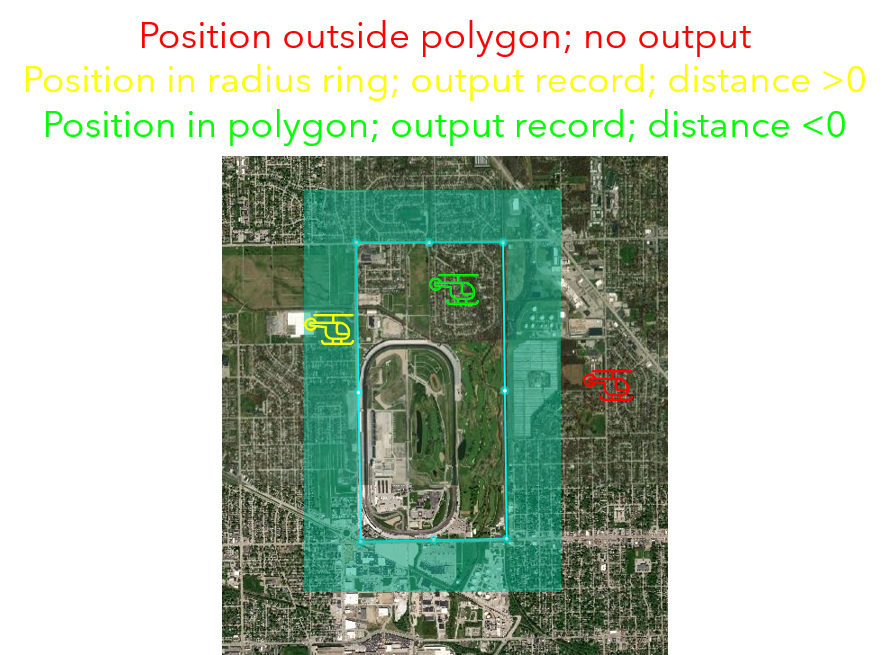 Position outside polygon; no output
Position in radius ring; output record; distance >0
Position in polygon; output record; distance <0